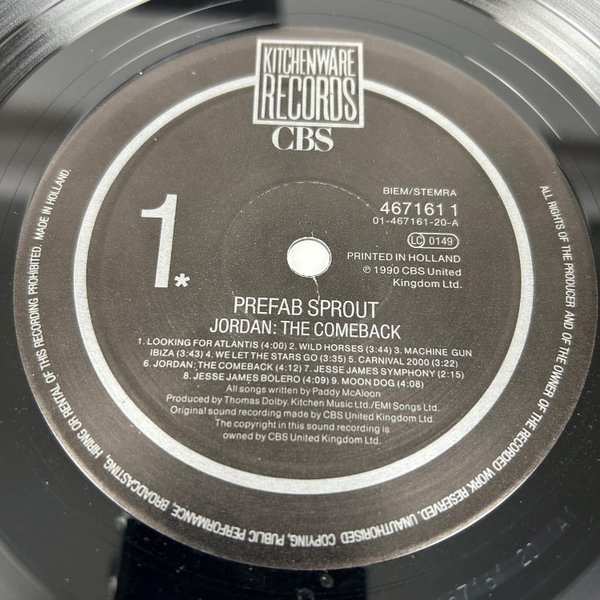 KITCHENWARE
RECORDS
CBS
BIEM/STEMRA
467161 1
01-467161-20-A
LC 0149
PRINTED IN HOLLAND
℗ 1990 CBS United
Kingdom Ltd.
1*
PREFAB SPROUT
JORDAN: THE COMEBACK
1. LOOKING FOR ATLANTIS (4:00) 2. WILD HORSES (3:44) 3. MACHINE GUN
IBIZA (3:43) 4. WE LET THE STARS GO (3:35) 5. CARNIVAL 2000 (3:22)
6. JORDAN: THE COMEBACK (4:12) 7. JESSE JAMES SYMPHONY (2:15)
8. JESSE JAMES BOLERO (4:09) 9. MOON DOG (4:08)
All songs written by Paddy McAloon
Produced by Thomas Dolby. Kitchen Music Ltd./EMI Songs Ltd.
Original sound recording made by CBS United Kingdom Ltd.
The copyright in this sound recording is
owned by CBS United Kingdom Ltd.
ALL RIGHTS OF THE PRODUCER AND OF THE OWNER OF THE RECORDED WORK RESERVED. UNAUTHORISED COPYING, PUBLIC PERFORMANCE, BROADCASTING, HIRING OR RENTAL OF THIS RECORDING PROHIBITED. MADE IN HOLLAND.